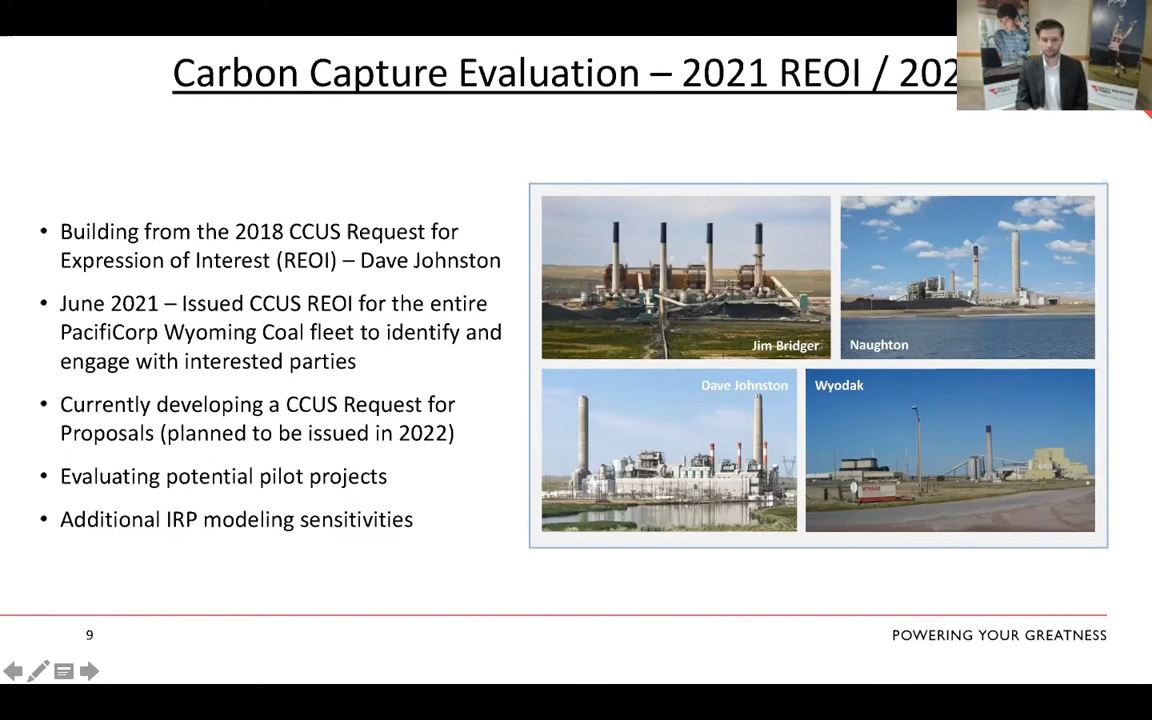 Carbon Capture Evaluation – 2021 REOI / 202
• Building from the 2018 CCUS Request for
Expression of Interest (REOI) – Dave Johnston
• June 2021 – Issued CCUS REOI for the entire
PacifiCorp Wyoming Coal fleet to identify and
engage with interested parties
• Currently developing a CCUS Request for
Proposals (planned to be issued in 2022)
• Evaluating potential pilot projects
• Additional IRP modeling sensitivities
Jim Bridger
Naughton
Dave Johnston
Wyodak
WYODAK
9
POWERING YOUR GREATNESS